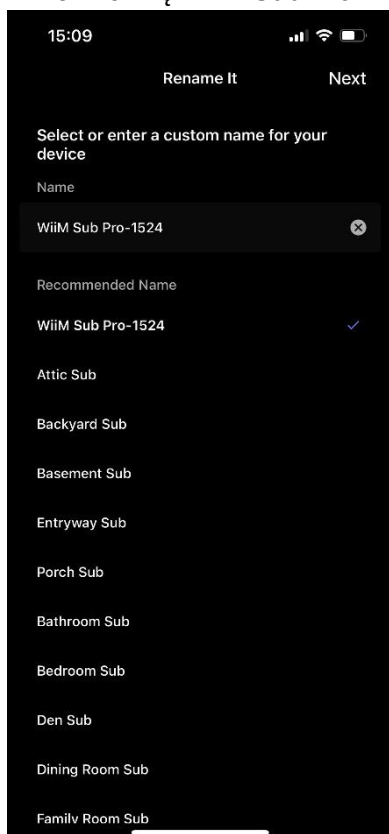 15:09
Rename It
Next
Select or enter a custom name for your
device
Name
WiiM Sub Pro-1524
Recommended Name
WiiM Sub Pro-1524
Attic Sub
Backyard Sub
Basement Sub
Entryway Sub
Porch Sub
Bathroom Sub
Bedroom Sub
Den Sub
Dining Room Sub
Family Room Sub